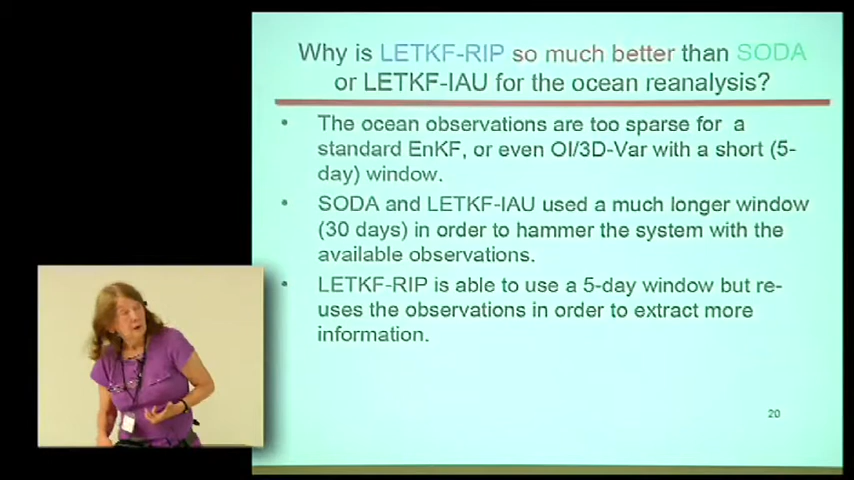 Why is LETKF-RIP so much better than SODA
or LETKF-IAU for the ocean reanalysis?
• The ocean observations are too sparse for a
standard EnKF, or even OI/3D-Var with a short (5-
day) window.
• SODA and LETKF-IAU used a much longer window
(30 days) in order to hammer the system with the
available observations.
• LETKF-RIP is able to use a 5-day window but re-
uses the observations in order to extract more
information.
20